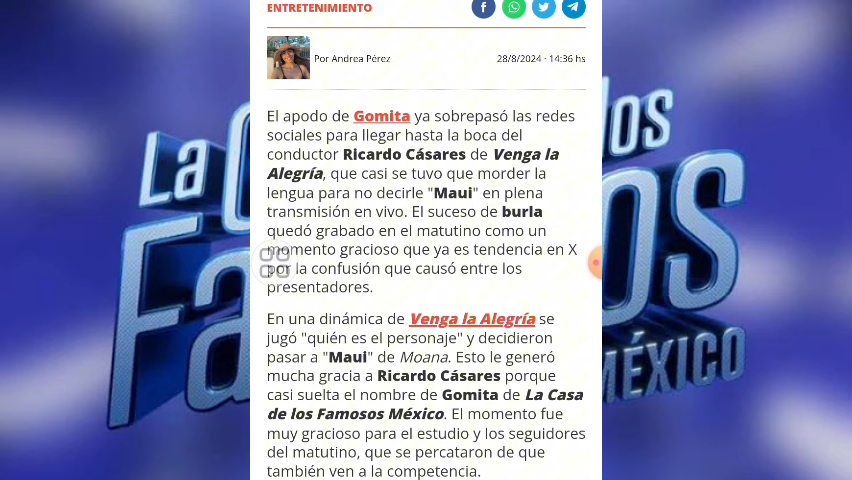 ENTRETENIMIENTO
Por Andrea Pérez
28/8/2024 · 14:36 hs
El apodo de Gomita ya sobrepasó las redes
sociales para llegar hasta la boca del
conductor Ricardo Cásares de Venga la
Alegría, que casi se tuvo que morder la
lengua para no decirle "Maui" en plena
transmisión en vivo. El suceso de burla
quedó grabado en el matutino como un
momento gracioso que ya es tendencia en X
por la confusión que causó entre los
presentadores.
En una dinámica de Venga la Alegría se
jugó "quién es el personaje" y decidieron
pasar a "Maui" de Moana. Esto le generó
mucha gracia a Ricardo Cásares porque
casi suelta el nombre de Gomita de La Casa
de los Famosos México. El momento fue
muy gracioso para el estudio y los seguidores
del matutino, que se percataron de que
también ven a la competencia.
La
Fa
los
os
MÉXICO